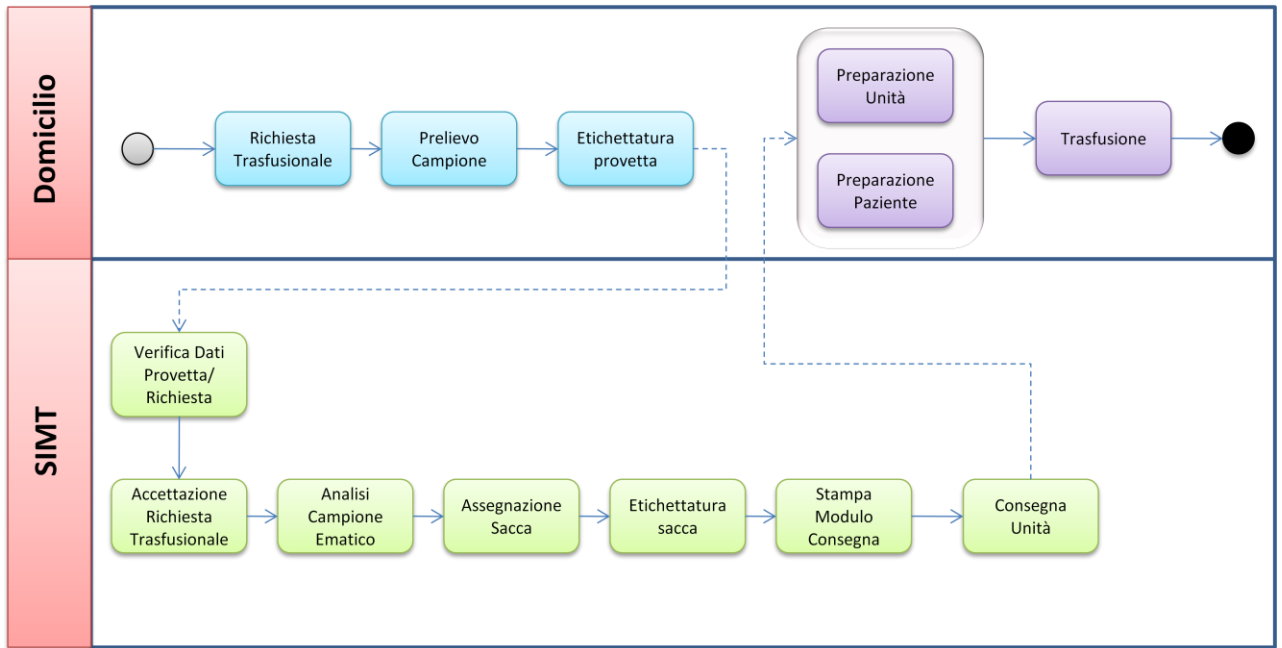 Domicilio
Richiesta
Trasfusionale
Prelievo
Campione
Etichettatura
provetta
Preparazione
Unità
Preparazione
Paziente
Trasfusione
SIMT
Verifica Dati
Provetta/
Richiesta
Accettazione
Richiesta
Trasfusionale
Analisi
Campione
Ematico
Assegnazione
Sacca
Etichettatura
sacca
Stampa
Modulo
Consegna
Consegna
Unità